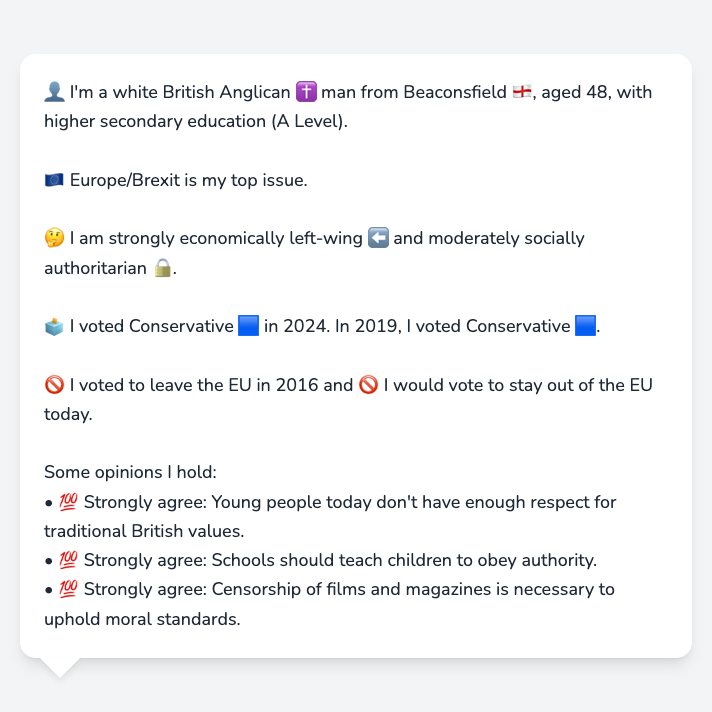 👤 I'm a white British Anglican ✝️ man from Beaconsfield 🏴󠁧󠁢󠁥󠁮󠁧󠁿, aged 48, with
higher secondary education (A Level).
🇪🇺 Europe/Brexit is my top issue.
🤔 I am strongly economically left-wing ⬅️ and moderately socially
authoritarian 🔒.
🗳️ I voted Conservative 🟦 in 2024. In 2019, I voted Conservative 🟦.
🚫 I voted to leave the EU in 2016 and 🚫 I would vote to stay out of the EU
today.
Some opinions I hold:
• 💯 Strongly agree: Young people today don't have enough respect for
traditional British values.
• 💯 Strongly agree: Schools should teach children to obey authority.
• 💯 Strongly agree: Censorship of films and magazines is necessary to
uphold moral standards.